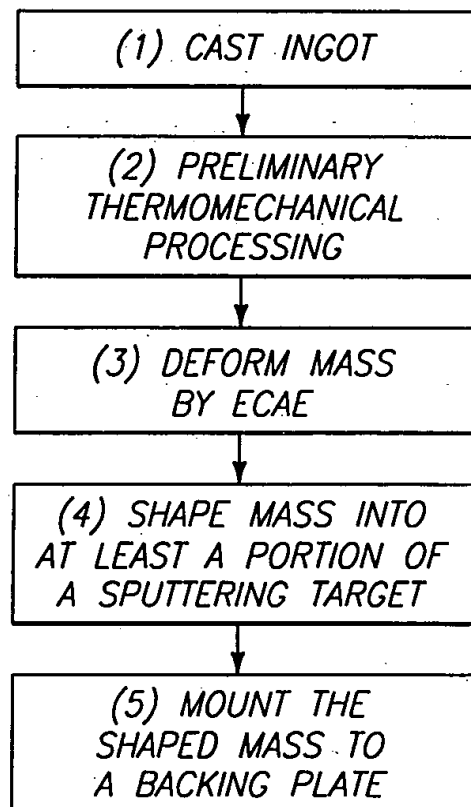 (1) CAST INGOT
(2) PRELIMINARY
THERMOMECHANICAL
PROCESSING
(3) DEFORM MASS
BY ECAE
(4) SHAPE MASS INTO
AT LEAST A PORTION OF
A SPUTTERING TARGET
(5) MOUNT THE
SHAPED MASS TO
A BACKING PLATE